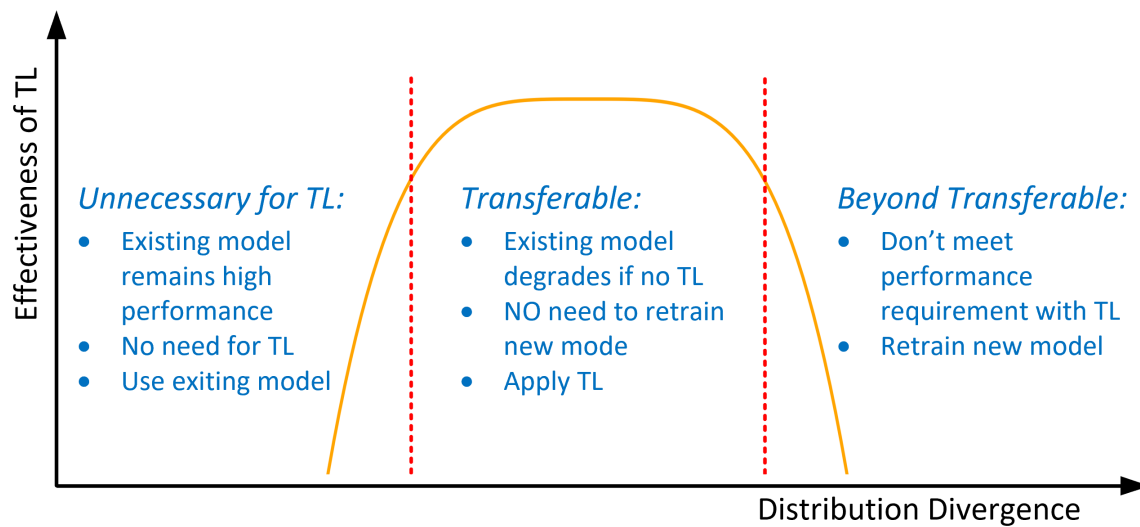 Effectiveness of TL
Unnecessary for TL:
• Existing model
remains high
performance
• No need for TL
• Use exiting model
Transferable:
• Existing model
degrades if no TL
• NO need to retrain
new mode
• Apply TL
Beyond Transferable:
• Don’t meet
performance
requirement with TL
• Retrain new model
Distribution Divergence